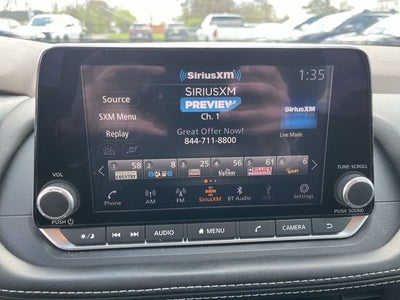 SiriusXM
1:35
SIRIUSXM
PREVIEW
Source
Ch. 1
SXM Menu
SiriusXM
Great Offer Now!
Replay
844-711-8800
Live Mode
1 58
2 8
3 25
4 56
5 61
6 6
Phone
AM
FM
SiriusXM
BT Audio
Apps
Settings
VOL
PUSH
TUNE·SCROLL
PUSH SOUND
AUDIO
MENU
CAMERA